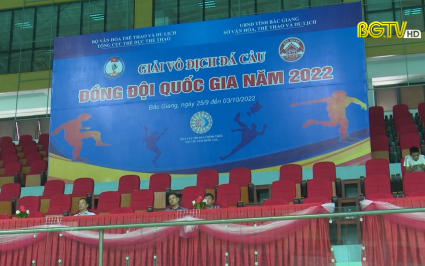 BGTV HD
BỘ VĂN HÓA THỂ THAO VÀ DU LỊCH
TỔNG CỤC THỂ DỤC THỂ THAO
UBND TỈNH BẮC GIANG
SỞ VĂN HÓA, THỂ THAO VÀ DU LỊCH
GIẢI VÔ ĐỊCH ĐÁ CẦU
ĐỒNG ĐỘI QUỐC GIA NĂM 2022
Bắc Giang, ngày 25/9 đến 03/10/2022